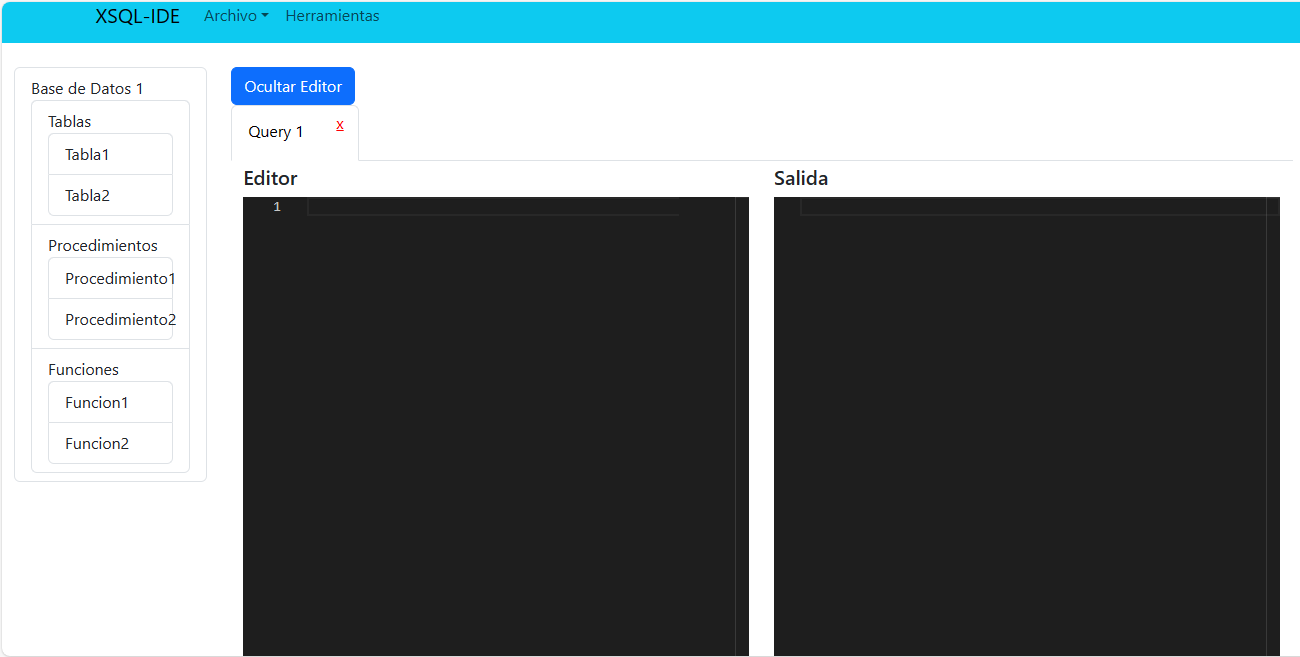 XSQL-IDE Archivo Herramientas
Base de Datos 1
Tablas
Tabla1
Tabla2
Procedimientos
Procedimiento1
Procedimiento2
Funciones
Funcion1
Funcion2
Ocultar Editor
Query 1 x
Editor
1
Salida